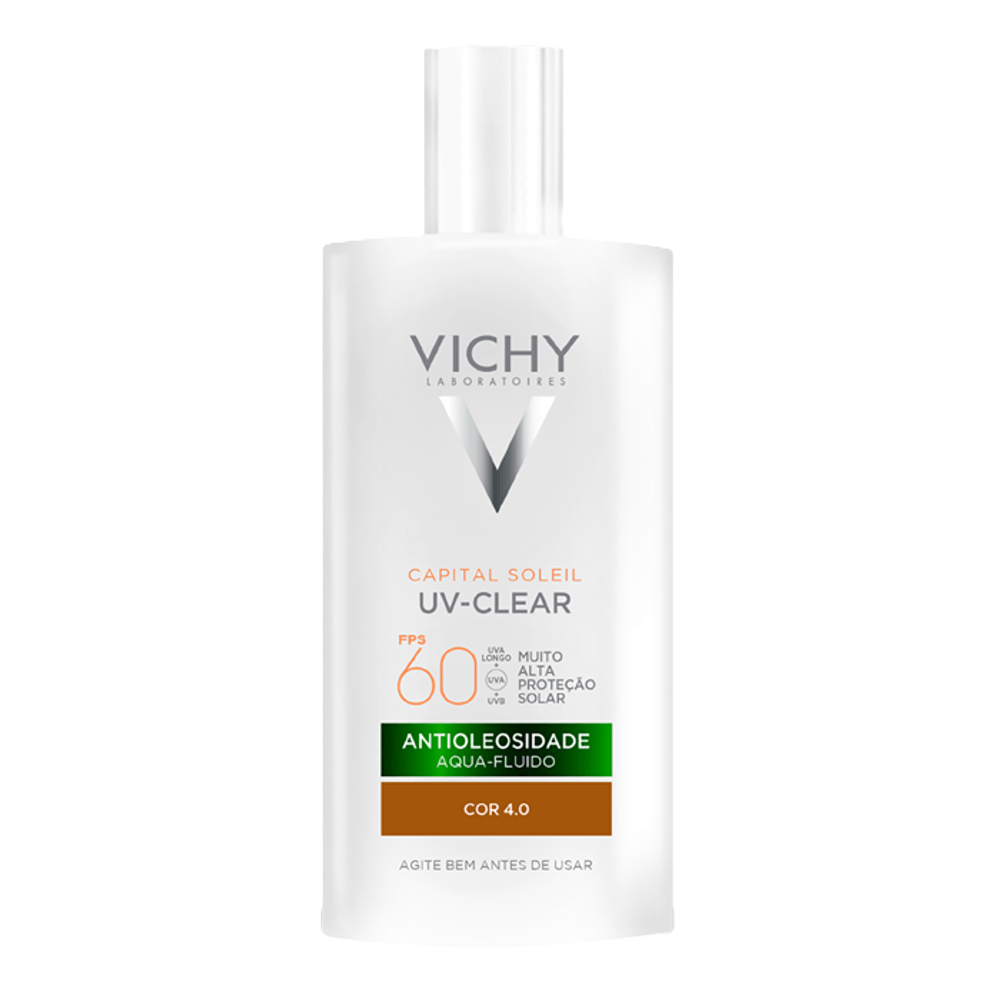 VICHY
LABORATOIRES
CAPITAL SOLEIL
UV-CLEAR
FPS
60
UVA
LONGO
+
UVA
+
UVB
MUITO
ALTA
PROTEÇÃO
SOLAR
ANTIOLEOSIDADE
AQUA-FLUIDO
COR 4.0
AGITE BEM ANTES DE USAR